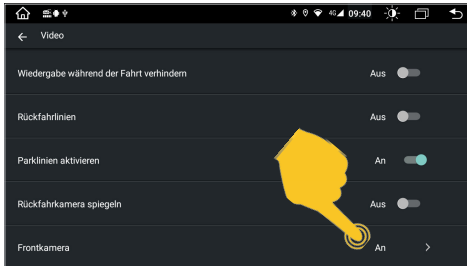 4G 09:40
Video
Wiedergabe während der Fahrt verhindern Aus
Rückfahrlinien Aus
Parklinien aktivieren An
Rückfahrkamera spiegeln Aus
Frontkamera An